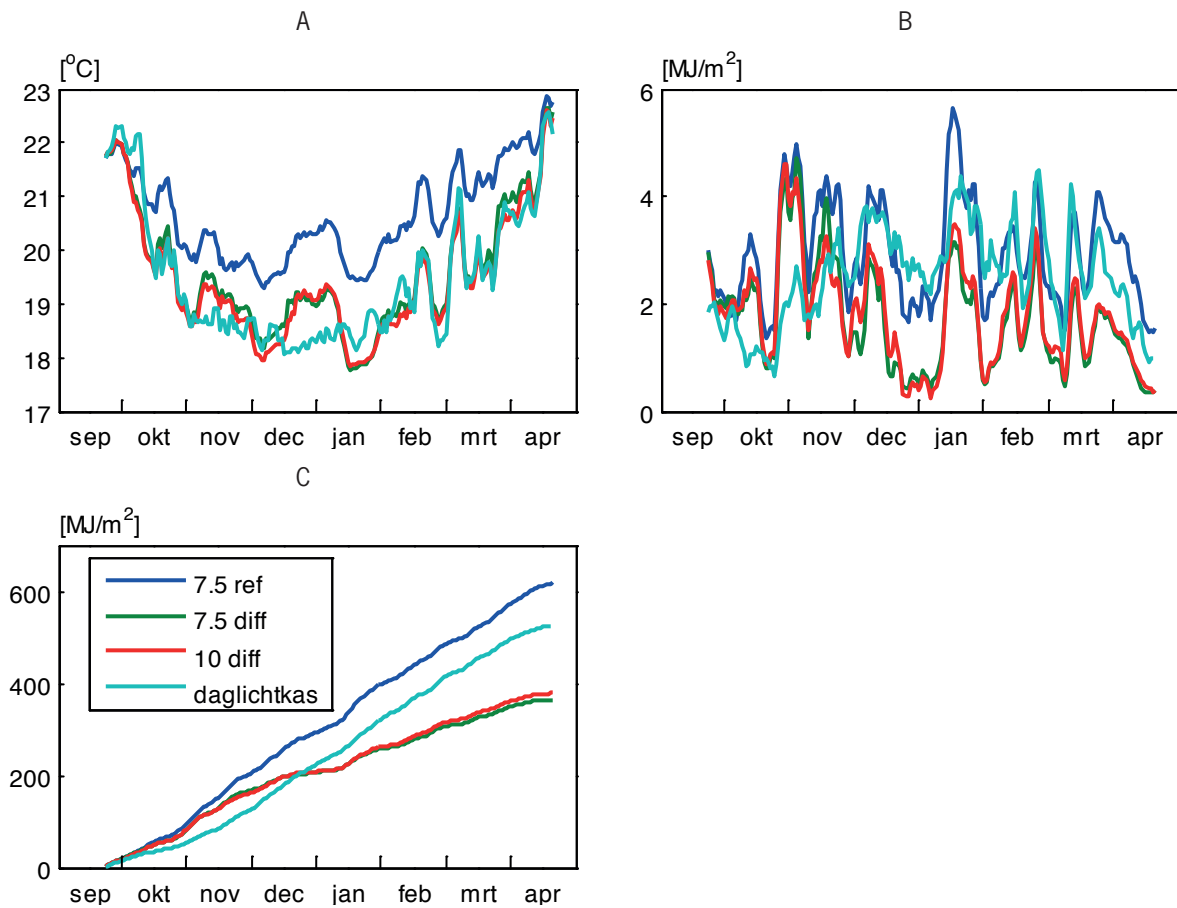 A
[°C]
23
22
21
20
19
18
17
sep okt nov dec jan feb mrt apr
B
[MJ/m²]
6
4
2
0
sep okt nov dec jan feb mrt apr
C
[MJ/m²]
600
400
200
0
7.5 ref
7.5 diff
10 diff
daglichtkas
sep okt nov dec jan feb mrt apr